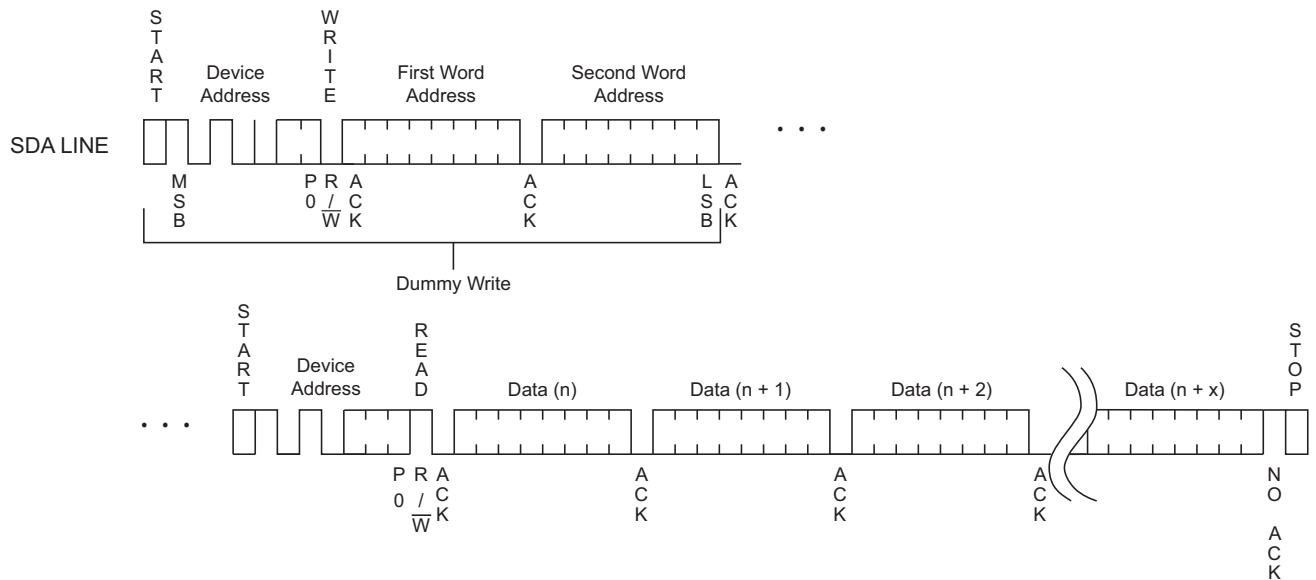 START
WRITE
Device
Address
First Word
Address
Second Word
Address
SDA LINE
• • •
MSB
P0
R/W
ACK
ACK
LSB
ACK
Dummy Write
START
READ
STOP
Device
Address
Data (n)
Data (n + 1)
Data (n + 2)
Data (n + x)
• • •
P0
R/W
ACK
ACK
ACK
ACK
NO ACK